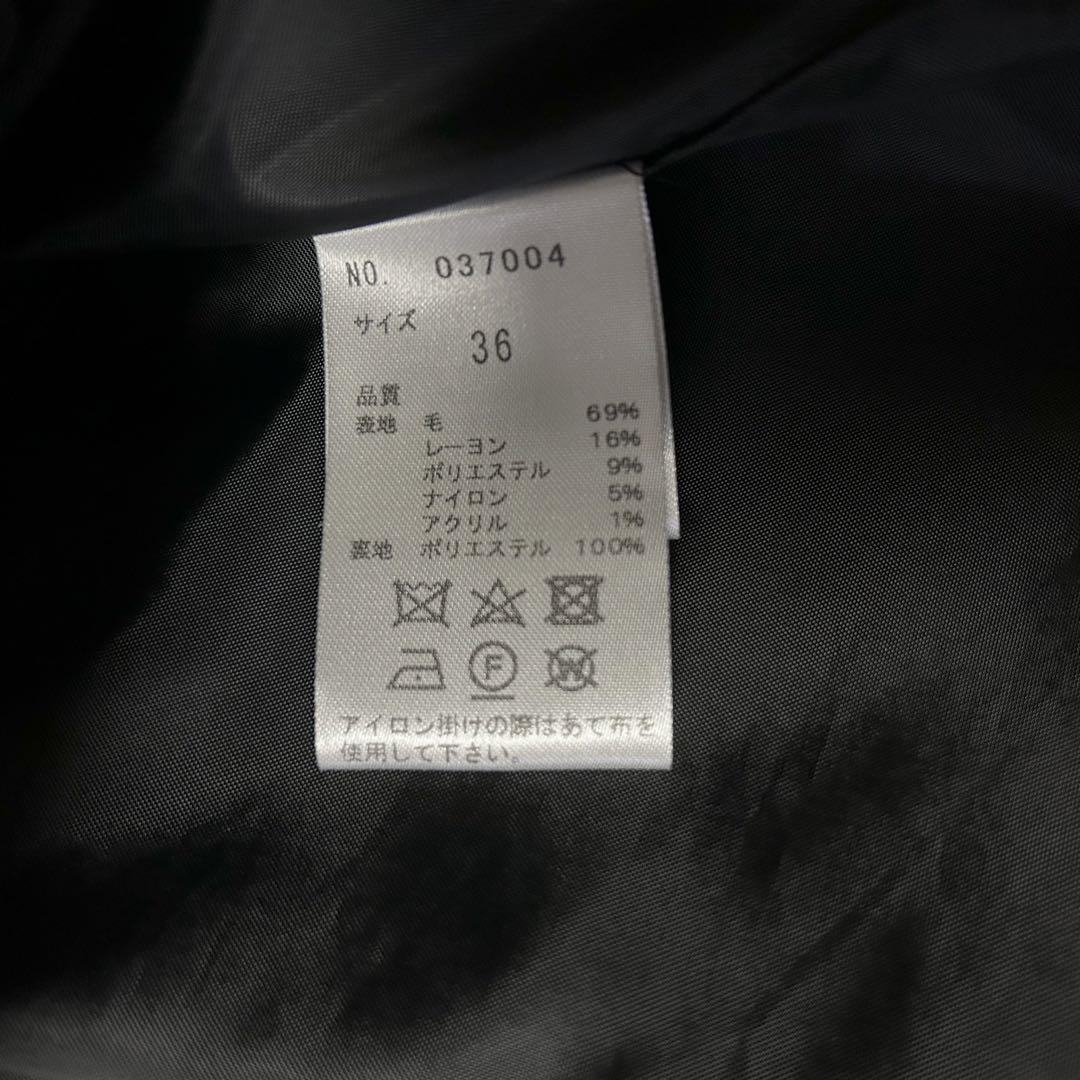 NO. 037004
サイズ 36
品質
表地 毛 69%
レーヨン 16%
ポリエステル 9%
ナイロン 5%
アクリル 1%
裏地 ポリエステル 100%
F W
アイロン掛けの際はあて布を
使用して下さい。